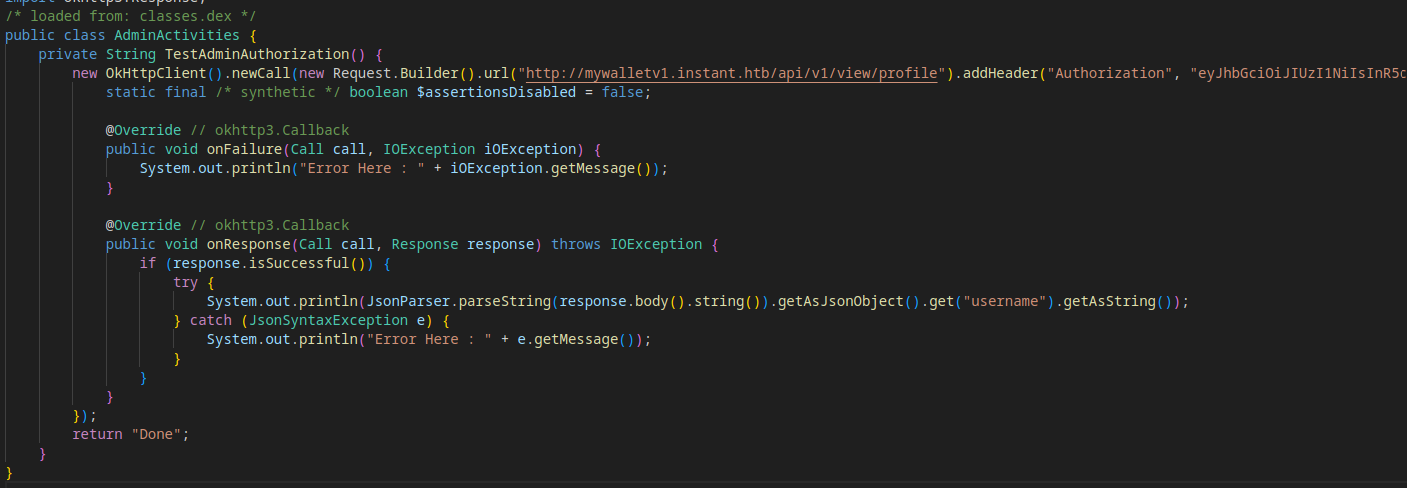 import okhttp3.Response;
/* loaded from: classes.dex */
public class AdminActivities {
    private String TestAdminAuthorization() {
        new OkHttpClient().newCall(new Request.Builder().url("http://mywalletv1.instant.htb/api/v1/view/profile").addHeader("Authorization", "eyJhbGciOiJIUzI1NiIsInR5c
            static final /* synthetic */ boolean $assertionsDisabled = false;

            @Override // okhttp3.Callback
            public void onFailure(Call call, IOException iOException) {
                System.out.println("Error Here : " + iOException.getMessage());
            }

            @Override // okhttp3.Callback
            public void onResponse(Call call, Response response) throws IOException {
                if (response.isSuccessful()) {
                    try {
                        System.out.println(JsonParser.parseString(response.body().string()).getAsJsonObject().get("username").getAsString());
                    } catch (JsonSyntaxException e) {
                        System.out.println("Error Here : " + e.getMessage());
                    }
                }
            }
        });
        return "Done";
    }
}